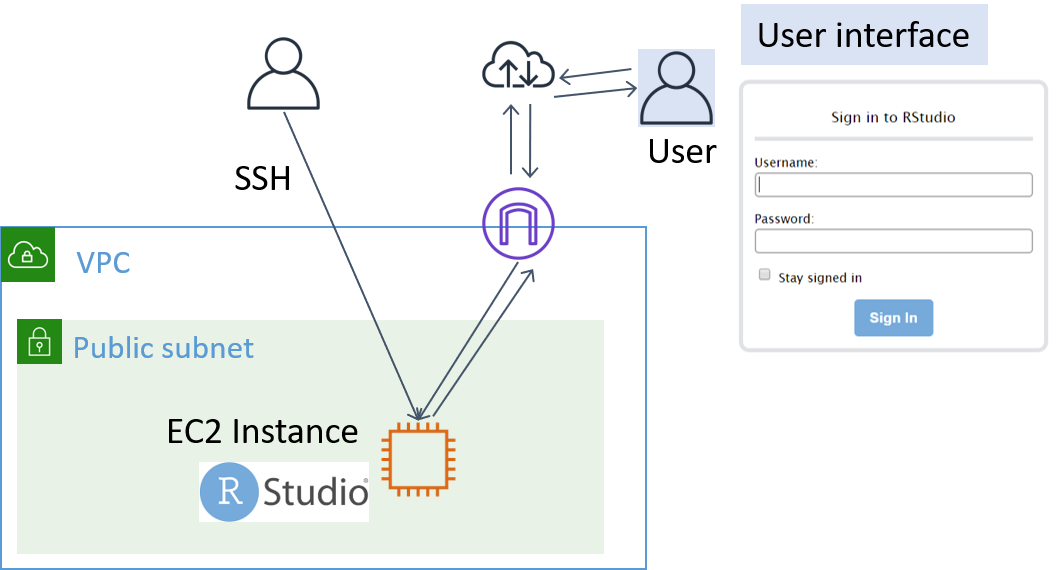 User interface
Sign in to RStudio
Username:
Password:
Stay signed in
Sign In
User
SSH
VPC
Public subnet
EC2 Instance
R Studio